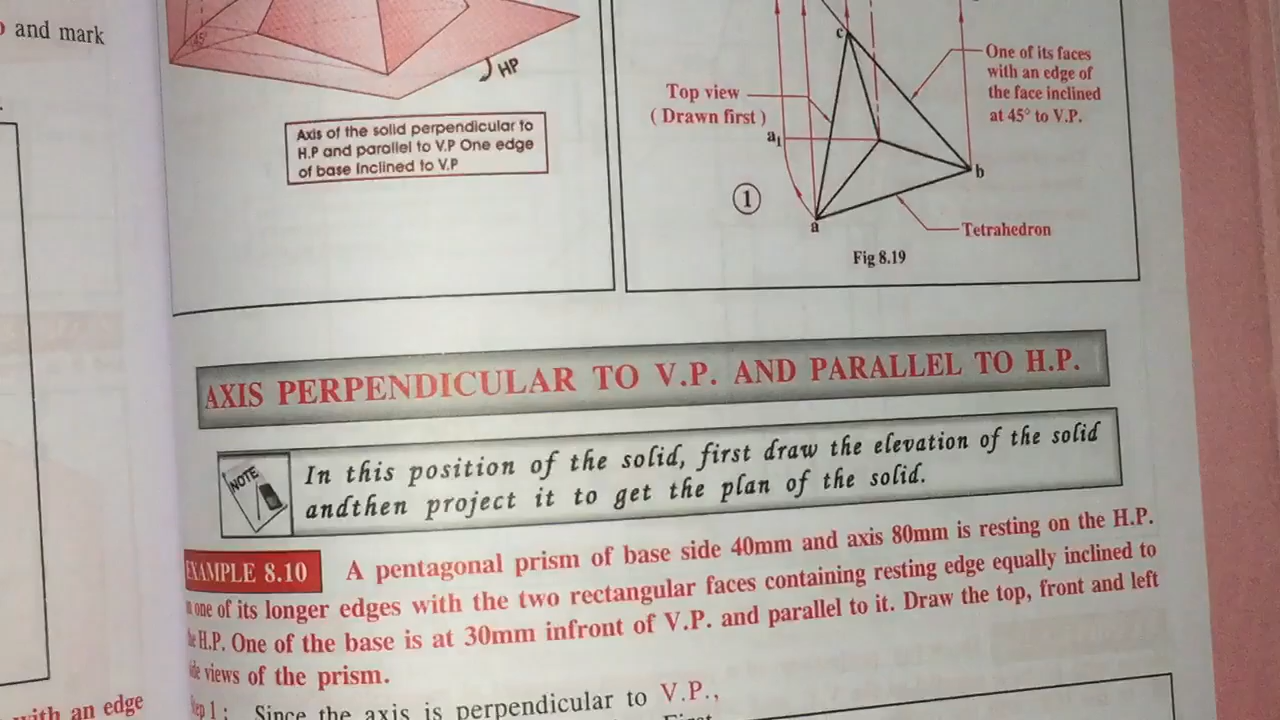 and mark
45°
HP
Axis of the solid perpendicular to
H.P and parallel to V.P One edge
of base Inclined to V.P
c
One of its faces
with an edge of
the face inclined
at 45° to V.P.
Top view
( Drawn first )
a1
b
1
a
Tetrahedron
Fig 8.19
AXIS PERPENDICULAR TO V.P. AND PARALLEL TO H.P.
NOTE
In this position of the solid, first draw the elevation of the solid
andthen project it to get the plan of the solid.
EXAMPLE 8.10 A pentagonal prism of base side 40mm and axis 80mm is resting on the H.P.
one of its longer edges with the two rectangular faces containing resting edge equally inclined to
H.P. One of the base is at 30mm infront of V.P. and parallel to it. Draw the top, front and left
views of the prism.
with an edge
Since the axis is perpendicular to V.P.,
First